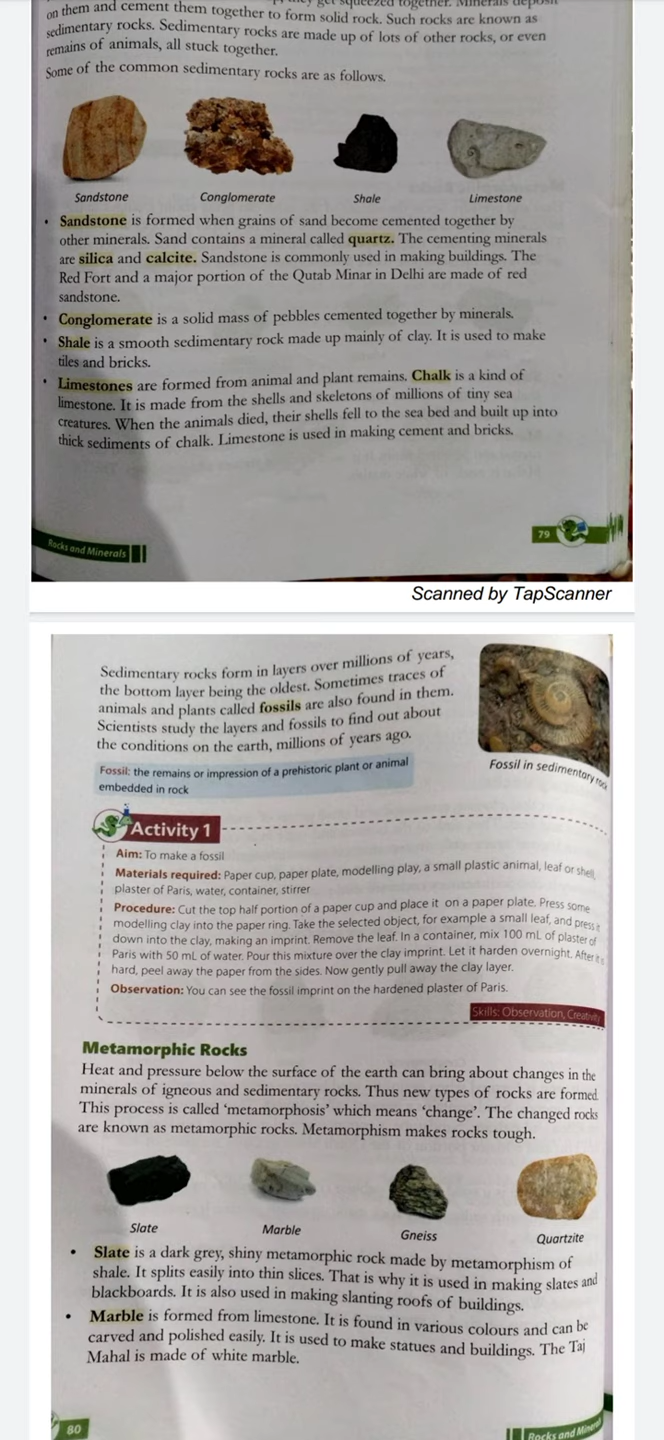 on them and cement them together to form solid rock. Such rocks are known as
sedimentary rocks. Sedimentary rocks are made up of lots of other rocks, or even
remains of animals, all stuck together.
Some of the common sedimentary rocks are as follows.
Sandstone Conglomerate Shale Limestone
• Sandstone is formed when grains of sand become cemented together by
other minerals. Sand contains a mineral called quartz. The cementing minerals
are silica and calcite. Sandstone is commonly used in making buildings. The
Red Fort and a major portion of the Qutab Minar in Delhi are made of red
sandstone.
• Conglomerate is a solid mass of pebbles cemented together by minerals.
• Shale is a smooth sedimentary rock made up mainly of clay. It is used to make
tiles and bricks.
• Limestones are formed from animal and plant remains. Chalk is a kind of
limestone. It is made from the shells and skeletons of millions of tiny sea
creatures. When the animals died, their shells fell to the sea bed and built up into
thick sediments of chalk. Limestone is used in making cement and bricks.
79
Rocks and Minerals
Scanned by TapScanner
Sedimentary rocks form in layers over millions of years,
the bottom layer being the oldest. Sometimes traces of
animals and plants called fossils are also found in them.
Scientists study the layers and fossils to find out about
the conditions on the earth, millions of years ago.
Fossil in sedimentary rock
Fossil: the remains or impression of a prehistoric plant or animal
embedded in rock
Activity 1
Aim: To make a fossil
Materials required: Paper cup, paper plate, modelling play, a small plastic animal, leaf or shell,
plaster of Paris, water, container, stirrer
Procedure: Cut the top half portion of a paper cup and place it on a paper plate. Press some
modelling clay into the paper ring. Take the selected object, for example a small leaf, and press it
down into the clay, making an imprint. Remove the leaf. In a container, mix 100 mL of plaster of
Paris with 50 mL of water. Pour this mixture over the clay imprint. Let it harden overnight. After it is
hard, peel away the paper from the sides. Now gently pull away the clay layer.
Observation: You can see the fossil imprint on the hardened plaster of Paris.
Skills: Observation, Creativity
Metamorphic Rocks
Heat and pressure below the surface of the earth can bring about changes in the
minerals of igneous and sedimentary rocks. Thus new types of rocks are formed.
This process is called ‘metamorphosis’ which means ‘change’. The changed rocks
are known as metamorphic rocks. Metamorphism makes rocks tough.
Slate Marble Gneiss Quartzite
• Slate is a dark grey, shiny metamorphic rock made by metamorphism of
shale. It splits easily into thin slices. That is why it is used in making slates and
blackboards. It is also used in making slanting roofs of buildings.
• Marble is formed from limestone. It is found in various colours and can be
carved and polished easily. It is used to make statues and buildings. The Taj
Mahal is made of white marble.
80
Rocks and Minerals